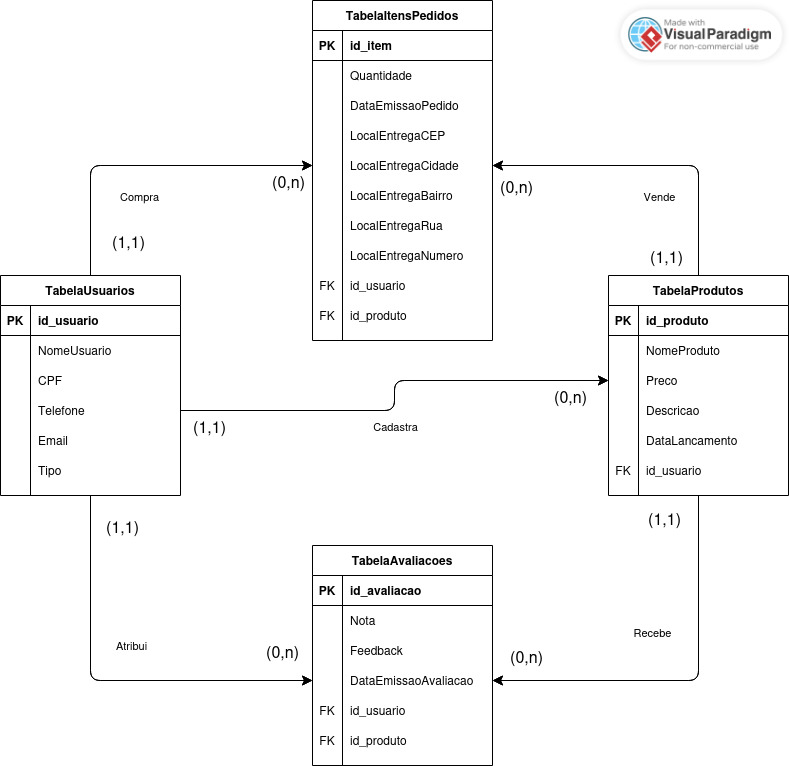 TabelaItensPedidos
PK id_item
Quantidade
DataEmissaoPedido
LocalEntregaCEP
LocalEntregaCidade
LocalEntregaBairro
LocalEntregaRua
LocalEntregaNumero
FK id_usuario
FK id_produto
Made with
VisualParadigm
For non-commercial use
(0,n)
Compra
(1,1)
(0,n)
Vende
(1,1)
TabelaUsuarios
PK id_usuario
NomeUsuario
CPF
Telefone
Email
Tipo
(1,1)
Cadastra
(0,n)
TabelaProdutos
PK id_produto
NomeProduto
Preco
Descricao
DataLancamento
FK id_usuario
(1,1)
Atribui
(0,n)
(1,1)
Recebe
(0,n)
TabelaAvaliacoes
PK id_avaliacao
Nota
Feedback
DataEmissaoAvaliacao
FK id_usuario
FK id_produto